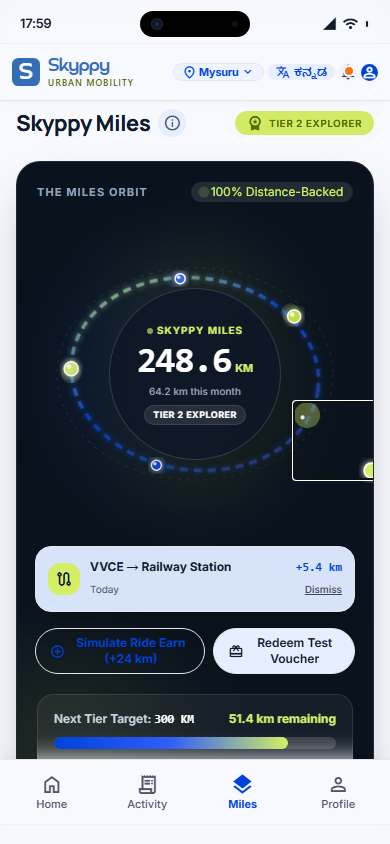 17:59
S Skyppy
URBAN MOBILITY
Mysuru
ಕನ್ನಡ
Skyppy Miles
TIER 2 EXPLORER
THE MILES ORBIT
100% Distance-Backed
SKYPPY MILES
248.6 KM
64.2 km this month
TIER 2 EXPLORER
VVCE → Railway Station
+5.4 km
Today
Dismiss
Simulate Ride Earn
(+24 km)
Redeem Test
Voucher
Next Tier Target: 300 KM
51.4 km remaining
Home
Activity
Miles
Profile